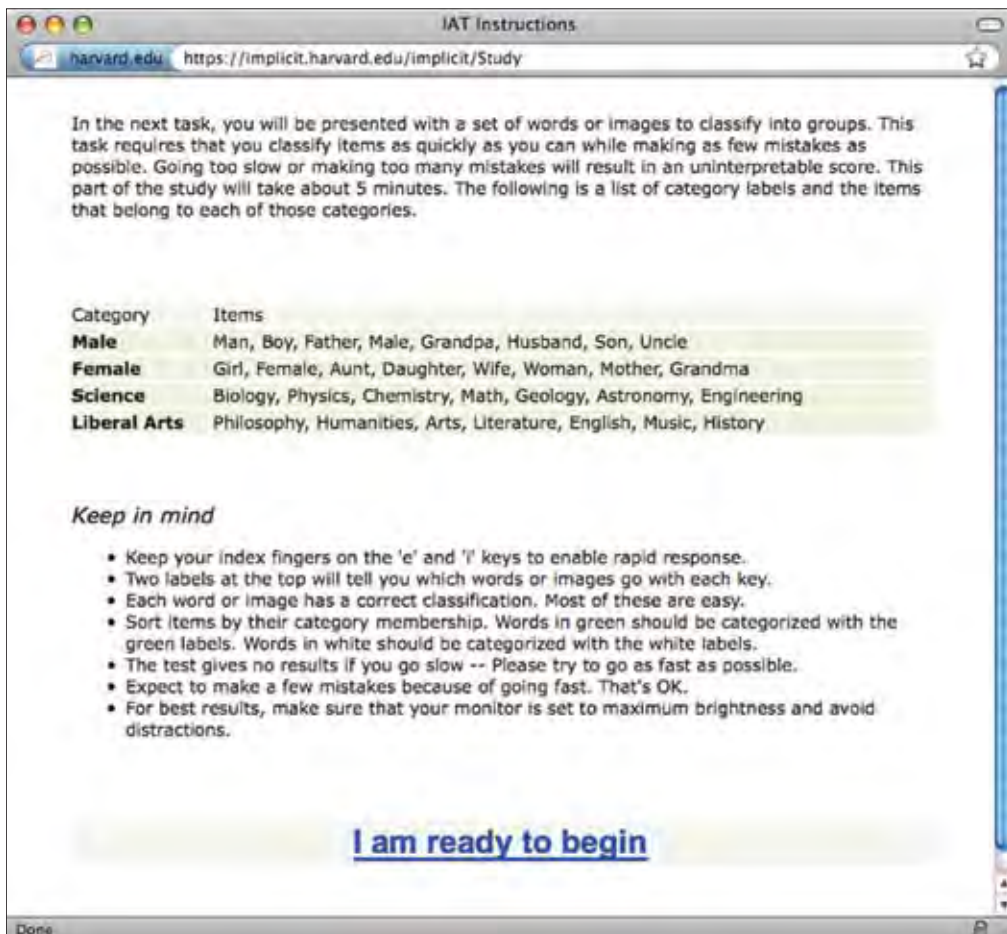 IAT Instructions
harvard.edu https://implicit.harvard.edu/implicit/Study
In the next task, you will be presented with a set of words or images to classify into groups. This
task requires that you classify items as quickly as you can while making as few mistakes as
possible. Going too slow or making too many mistakes will result in an uninterpretable score. This
part of the study will take about 5 minutes. The following is a list of category labels and the items
that belong to each of those categories.
Category Items
Male Man, Boy, Father, Male, Grandpa, Husband, Son, Uncle
Female Girl, Female, Aunt, Daughter, Wife, Woman, Mother, Grandma
Science Biology, Physics, Chemistry, Math, Geology, Astronomy, Engineering
Liberal Arts Philosophy, Humanities, Arts, Literature, English, Music, History
Keep in mind
• Keep your index fingers on the 'e' and 'i' keys to enable rapid response.
• Two labels at the top will tell you which words or images go with each key.
• Each word or image has a correct classification. Most of these are easy.
• Sort items by their category membership. Words in green should be categorized with the
green labels. Words in white should be categorized with the white labels.
• The test gives no results if you go slow -- Please try to go as fast as possible.
• Expect to make a few mistakes because of going fast. That's OK.
• For best results, make sure that your monitor is set to maximum brightness and avoid
distractions.
I am ready to begin
Done